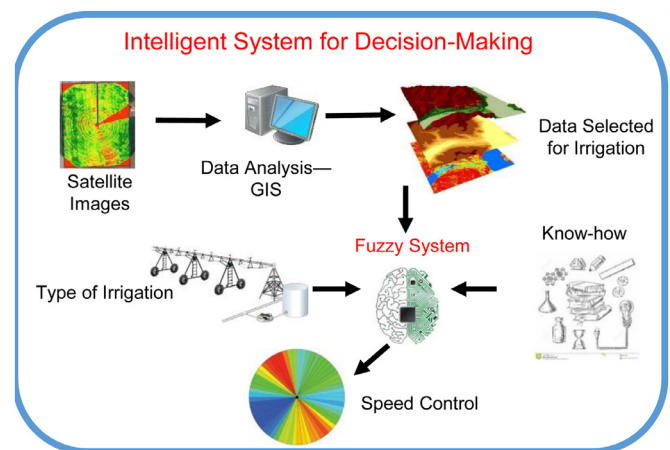 Intelligent System for Decision-Making
Satellite
Images
Data Analysis—
GIS
Data Selected
for Irrigation
Fuzzy System
Know-how
Type of Irrigation
Speed Control